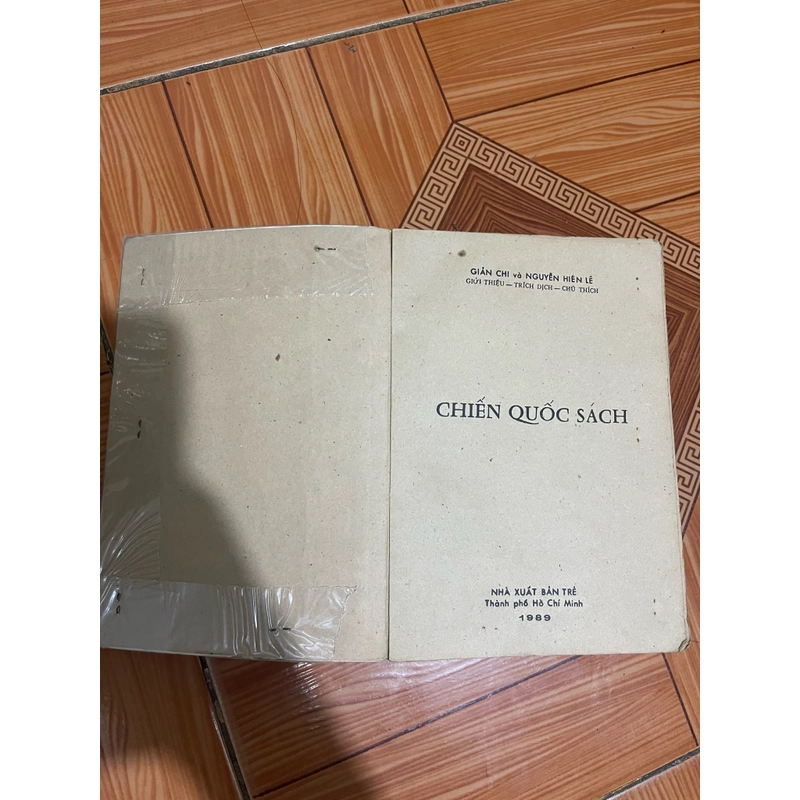 GIẢN CHI và NGUYỄN HIẾN LÊ
GIỚI THIỆU — TRÍCH DỊCH — CHÚ THÍCH
CHIẾN QUỐC SÁCH
NHÀ XUẤT BẢN TRẺ
Thành phố Hồ Chí Minh
1989